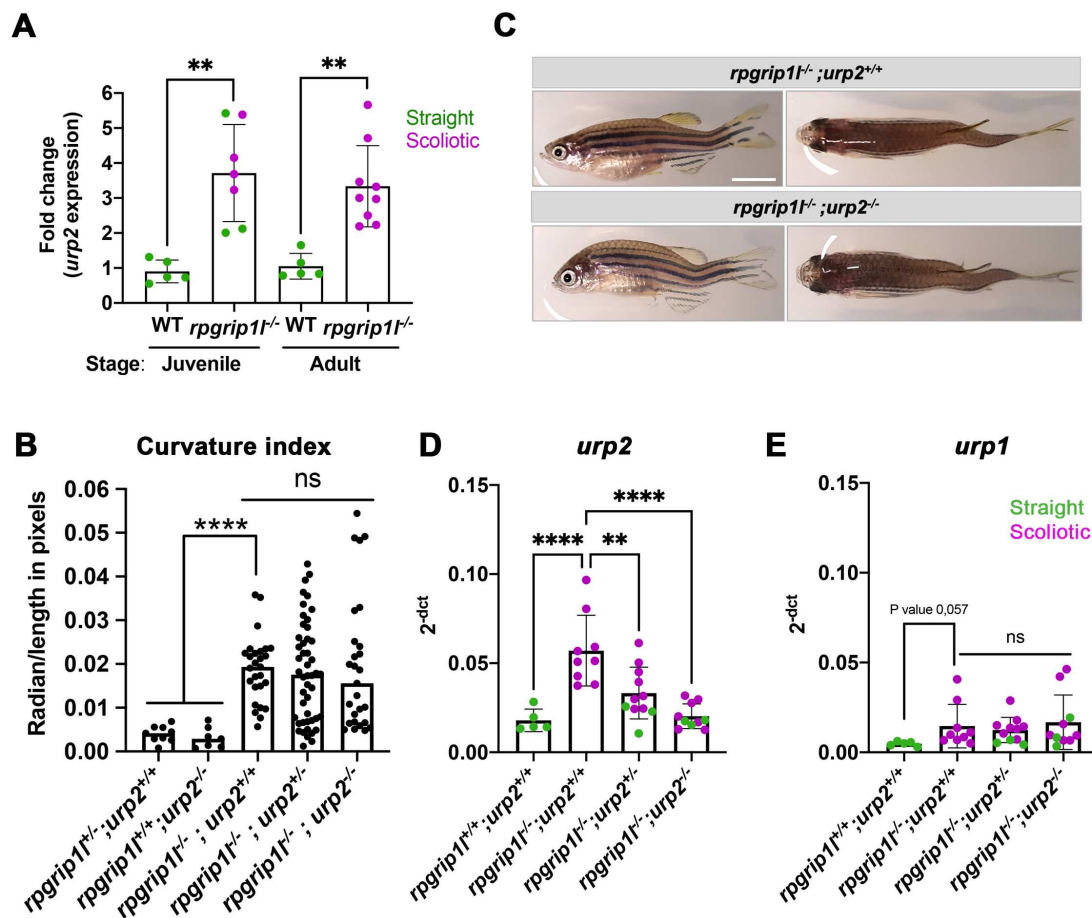 A
**
**
6
5
4
3
2
1
0
Fold change
(urp2 expression)
Straight
Scoliotic
WT
rpgrip1l-/-
WT
rpgrip1l-/-
Stage:
Juvenile
Adult
C
rpgrip1l-/- ;urp2+/+
rpgrip1l-/- ;urp2-/-
B
Curvature index
ns
****
0.06
0.05
0.04
0.03
0.02
0.01
0.00
Radian/length in pixels
rpgrip1l+/-;urp2+/+
rpgrip1l+/+;urp2-/-
rpgrip1l-/- ; urp2+/+
rpgrip1l-/- ; urp2+/-
rpgrip1l-/- ; urp2-/-
D
urp2
****
****
**
0.15
0.10
0.05
0.00
2-dct
rpgrip1l+/+;urp2+/+
rpgrip1l-/-;urp2+/+
rpgrip1l-/-;urp2+/-
rpgrip1l-/-;urp2-/-
E
urp1
Straight
Scoliotic
P value 0,057
ns
0.15
0.10
0.05
0.00
2-dct
rpgrip1l+/+;urp2+/+
rpgrip1l-/-;urp2+/+
rpgrip1l-/-;urp2+/-
rpgrip1l-/-;urp2-/-